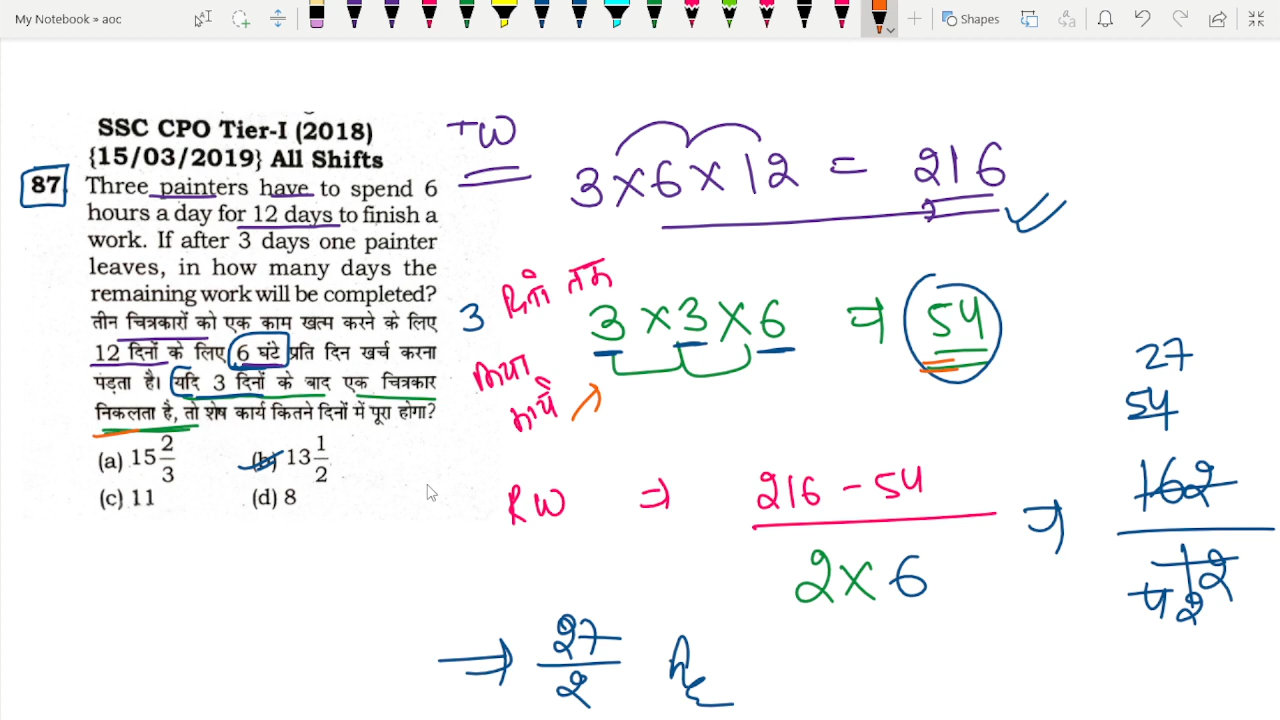 My Notebook » aoc
Shapes
SSC CPO Tier-I (2018)
{15/03/2019} All Shifts
87
Three painters have to spend 6
hours a day for 12 days to finish a
work. If after 3 days one painter
leaves, in how many days the
remaining work will be completed?
तीन चित्रकारों को एक काम खत्म करने के लिए
12 दिनों के लिए 6 घंटे प्रति दिन खर्च करना
पड़ता है। यदि 3 दिनों के बाद एक चित्रकार
निकलता है, तो शेष कार्य कितने दिनों में पूरा होगा?
(a) 15 2/3 (b) 13 1/2
(c) 11 (d) 8
TW
3×6×12 = 216
3 दिनों तक
3×3×6 ⇒ 54
किया
कार्य
RW ⇒ 216 - 54
2×6
⇒
27
54
162
12
4 2
⇒ 27/2